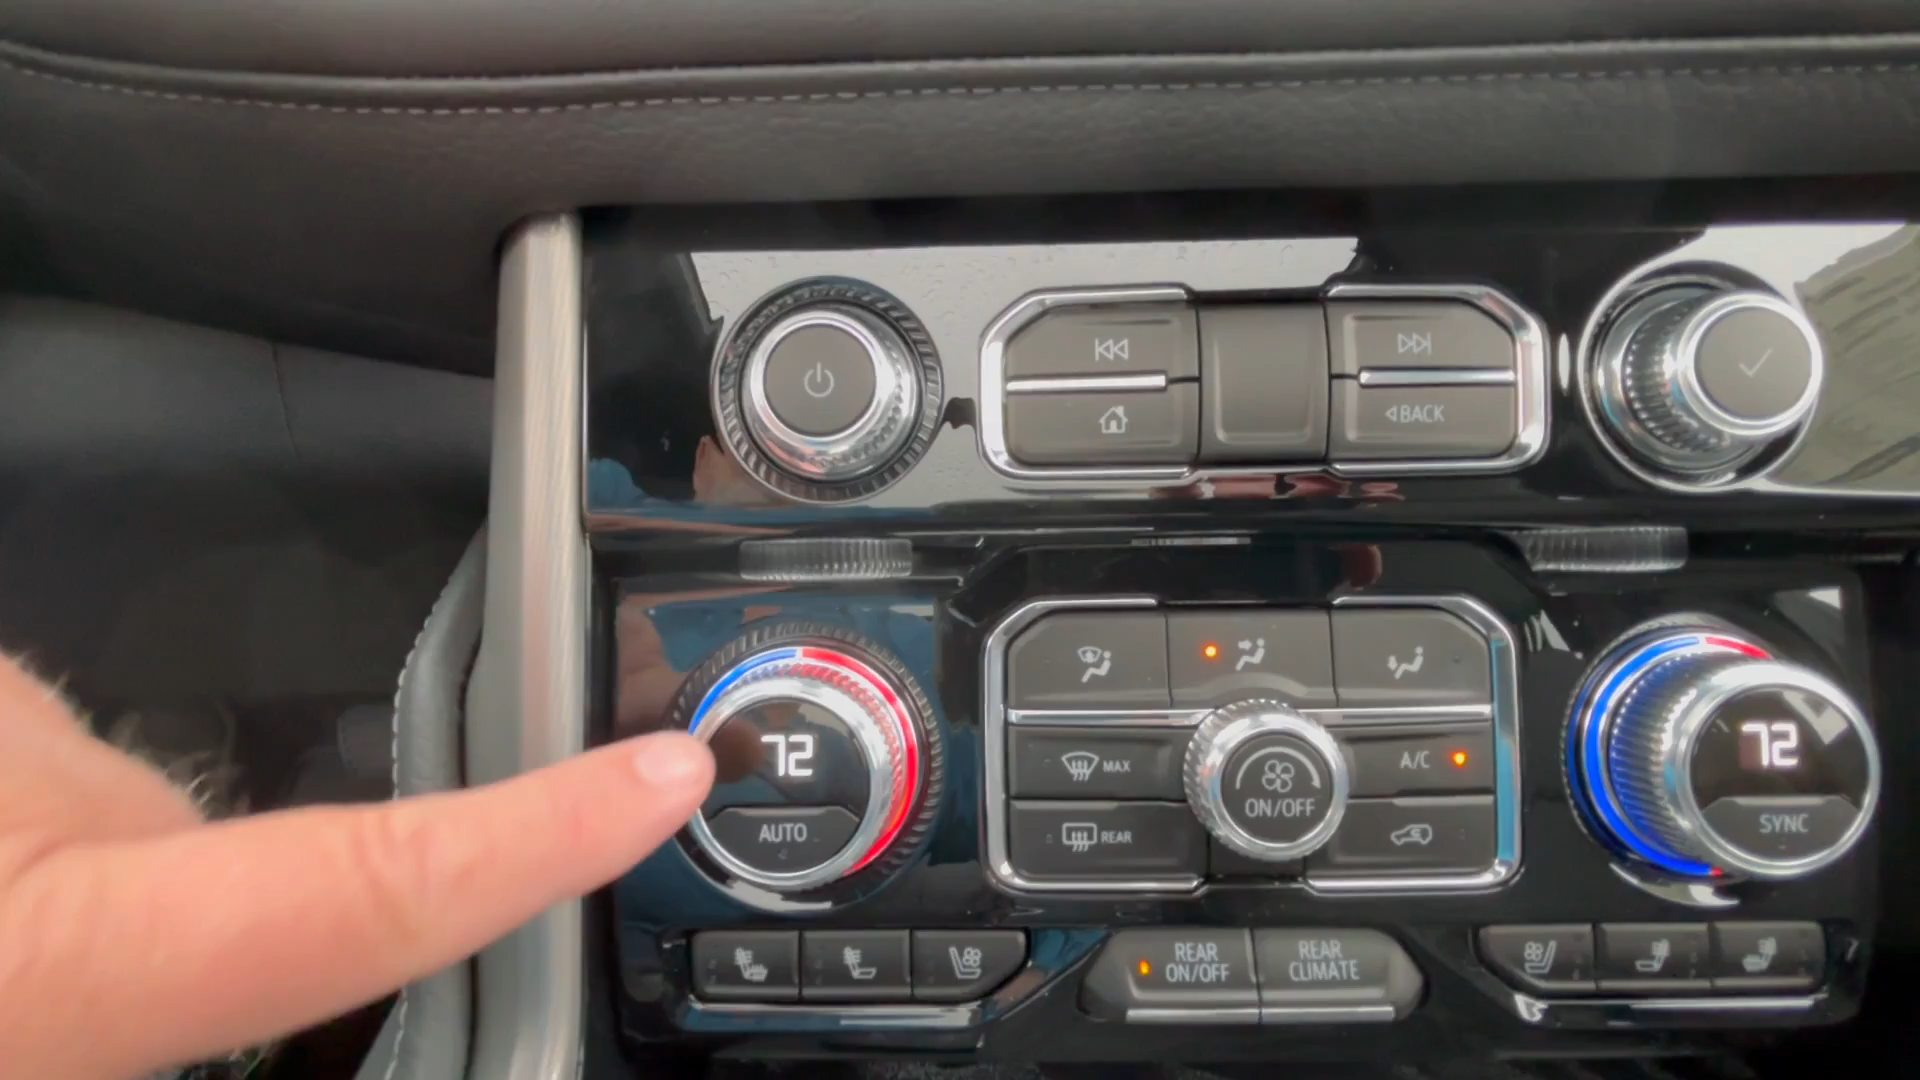 BACK
72
AUTO
MAX
A/C
REAR
ON/OFF
72
SYNC
REAR
ON/OFF
REAR
CLIMATE